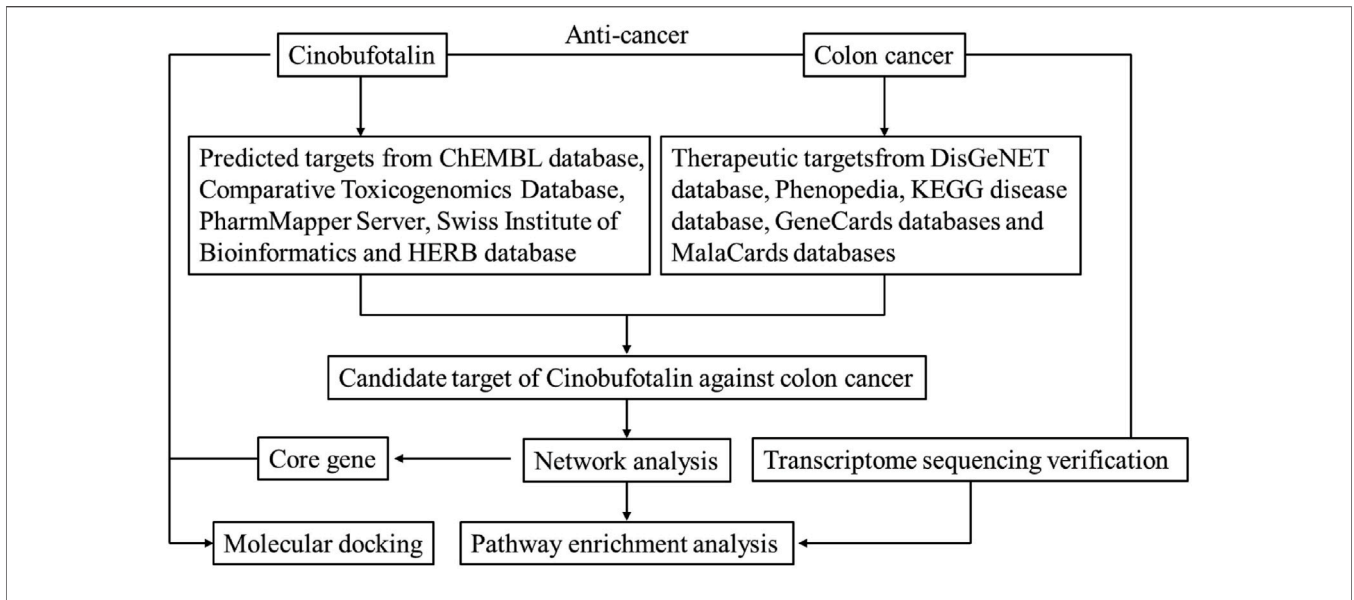 Anti-cancer
Cinobufotalin
Colon cancer
Predicted targets from ChEMBL database,
Comparative Toxicogenomics Database,
PharmMapper Server, Swiss Institute of
Bioinformatics and HERB database
Therapeutic targetsfrom DisGeNET
database, Phenopedia, KEGG disease
database, GeneCards databases and
MalaCards databases
Candidate target of Cinobufotalin against colon cancer
Core gene
Network analysis
Transcriptome sequencing verification
Molecular docking
Pathway enrichment analysis